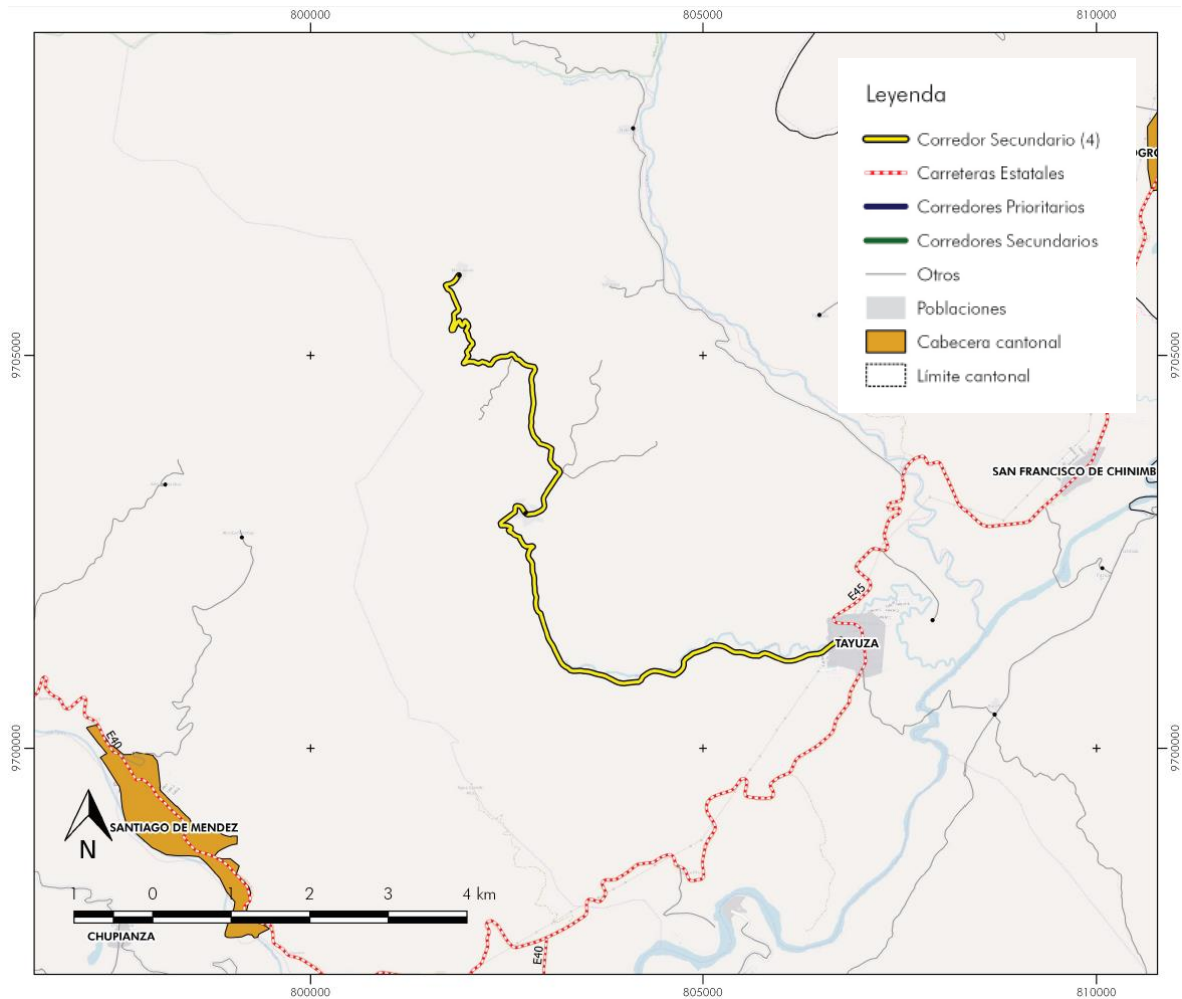 800000
805000
810000
Leyenda
Corredor Secundario (4)
Carreteras Estatales
Corredores Prioritarios
Corredores Secundarios
Otros
Poblaciones
Cabecera cantonal
Límite cantonal
OGRO
9705000
9705000
SAN FRANCISCO DE CHINIMB
E45
TAYUZA
9700000
9700000
E40
SANTIAGO DE MENDEZ
N
1 0 1 2 3 4 km
CHUPIANZA
E40
800000
805000
810000